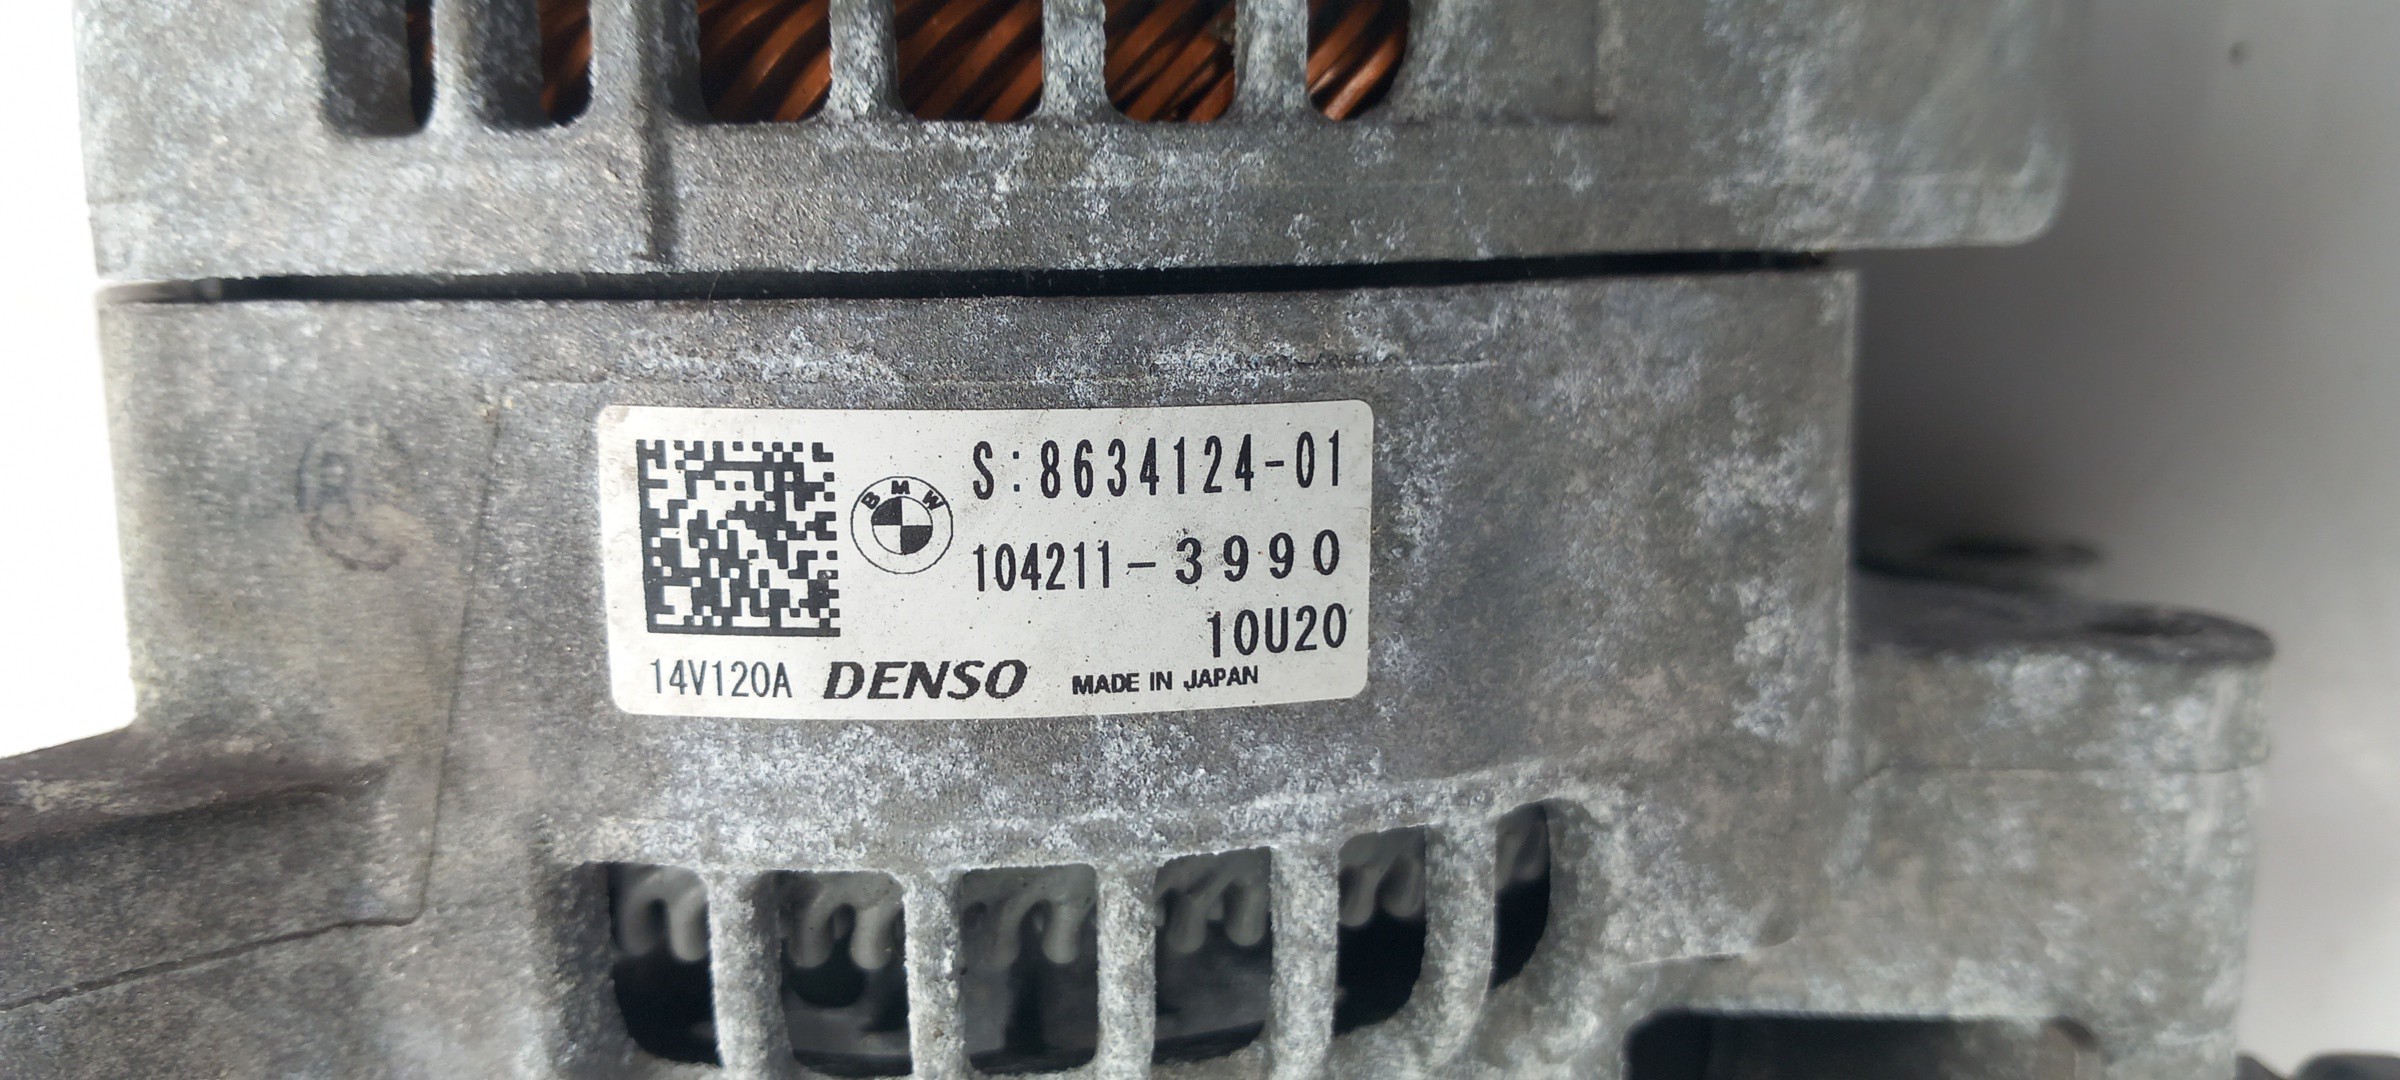 S:8634124-01
BMW
104211-3990
10U20
14V120A DENSO MADE IN JAPAN